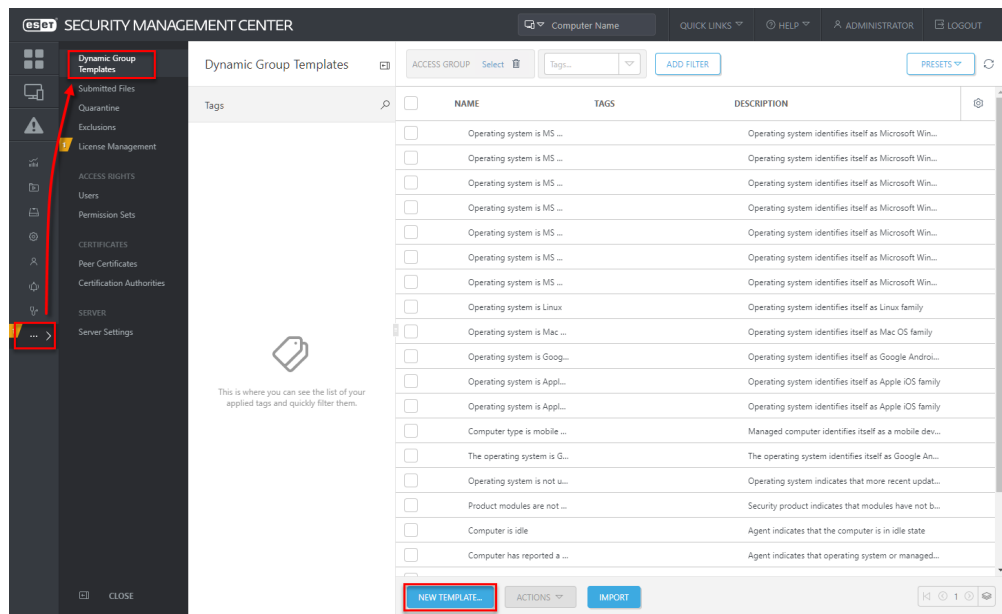 eset SECURITY MANAGEMENT CENTER
Computer Name
QUICK LINKS
HELP
ADMINISTRATOR
LOGOUT
Dynamic Group
Templates
Submitted Files
Quarantine
Exclusions
License Management
ACCESS RIGHTS
Users
Permission Sets
CERTIFICATES
Peer Certificates
Certification Authorities
SERVER
Server Settings
CLOSE
Dynamic Group Templates
Tags
This is where you can see the list of your
applied tags and quickly filter them.
ACCESS GROUP Select
Tags...
ADD FILTER
PRESETS
NAME TAGS DESCRIPTION
Operating system is MS ... Operating system identifies itself as Microsoft Win...
Operating system is MS ... Operating system identifies itself as Microsoft Win...
Operating system is MS ... Operating system identifies itself as Microsoft Win...
Operating system is MS ... Operating system identifies itself as Microsoft Win...
Operating system is MS ... Operating system identifies itself as Microsoft Win...
Operating system is MS ... Operating system identifies itself as Microsoft Win...
Operating system is MS ... Operating system identifies itself as Microsoft Win...
Operating system is Linux Operating system identifies itself as Linux family
Operating system is Mac ... Operating system identifies itself as Mac OS family
Operating system is Goog... Operating system identifies itself as Google Androi...
Operating system is Appl... Operating system identifies itself as Apple iOS family
Operating system is Appl... Operating system identifies itself as Apple iOS family
Computer type is mobile ... Managed computer identifies itself as a mobile dev...
The operating system is G... The operating system identifies itself as Google An...
Operating system is not u... Operating system indicates that more recent updat...
Product modules are not ... Security product indicates that modules have not b...
Computer is idle Agent indicates that the computer is in idle state
Computer has reported a ... Agent indicates that operating system or managed...
NEW TEMPLATE...
ACTIONS
IMPORT
1